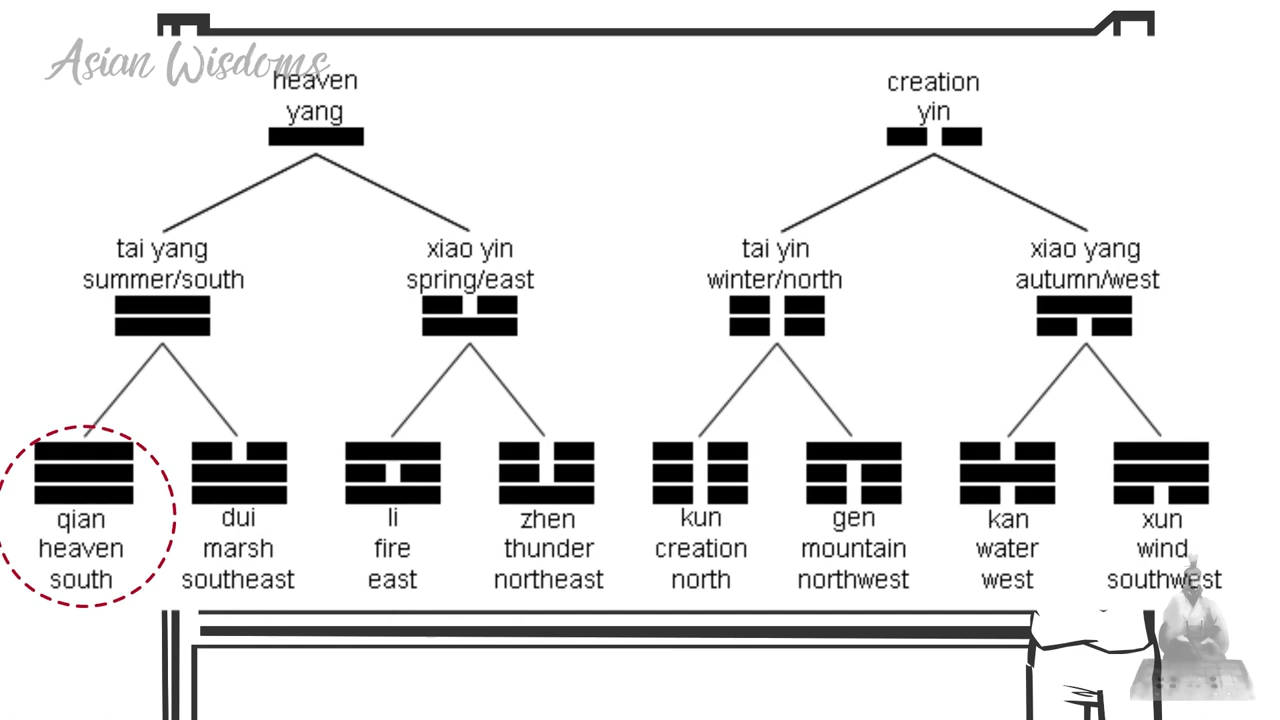 Asian Wisdoms
heaven
yang
creation
yin
tai yang
summer/south
xiao yin
spring/east
tai yin
winter/north
xiao yang
autumn/west
qian
heaven
south
dui
marsh
southeast
li
fire
east
zhen
thunder
northeast
kun
creation
north
gen
mountain
northwest
kan
water
west
xun
wind
southwest